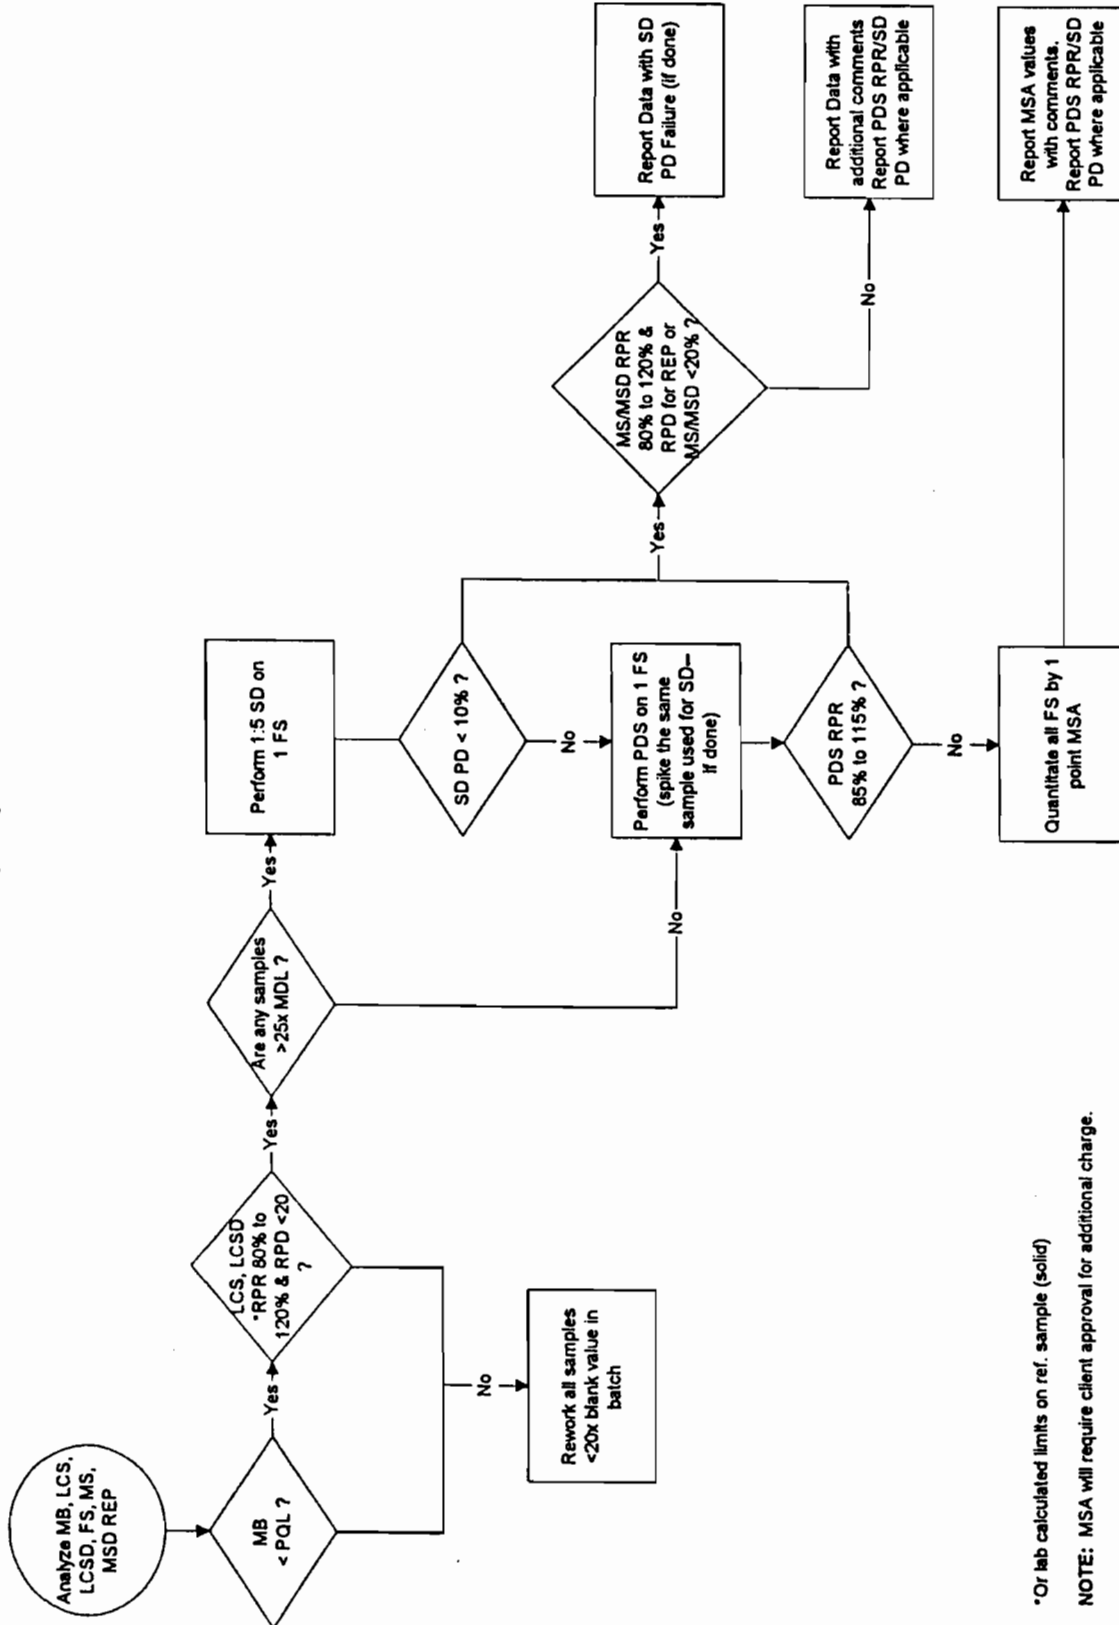 Analyze MB, LCS,
LCSD, FS, MS,
MSD REP
MB
< PQL ?
Yes
LCS, LCSD
*RPR 80% to
120% & RPD <20
?
No
Rework all samples
<20x blank value in
batch
Yes
Are any samples
>25x MDL ?
Yes
Perform 1:5 SD on
1 FS
No
SD PD < 10% ?
No
Perform PDS on 1 FS
(spike the same
sample used for SD—
if done)
PDS RPR
85% to 115% ?
No
Quantitate all FS by 1
point MSA
Yes
MS/MSD RPR
80% to 120% &
RPD for REP or
MS/MSD <20% ?
Yes
Report Data with SD
PD Failure (if done)
No
Report Data with
additional comments
Report PDS RPR/SD
PD where applicable
Report MSA values
with comments.
Report PDS RPR/SD
PD where applicable
*Or lab calculated limits on ref. sample (solid)
NOTE: MSA will require client approval for additional charge.